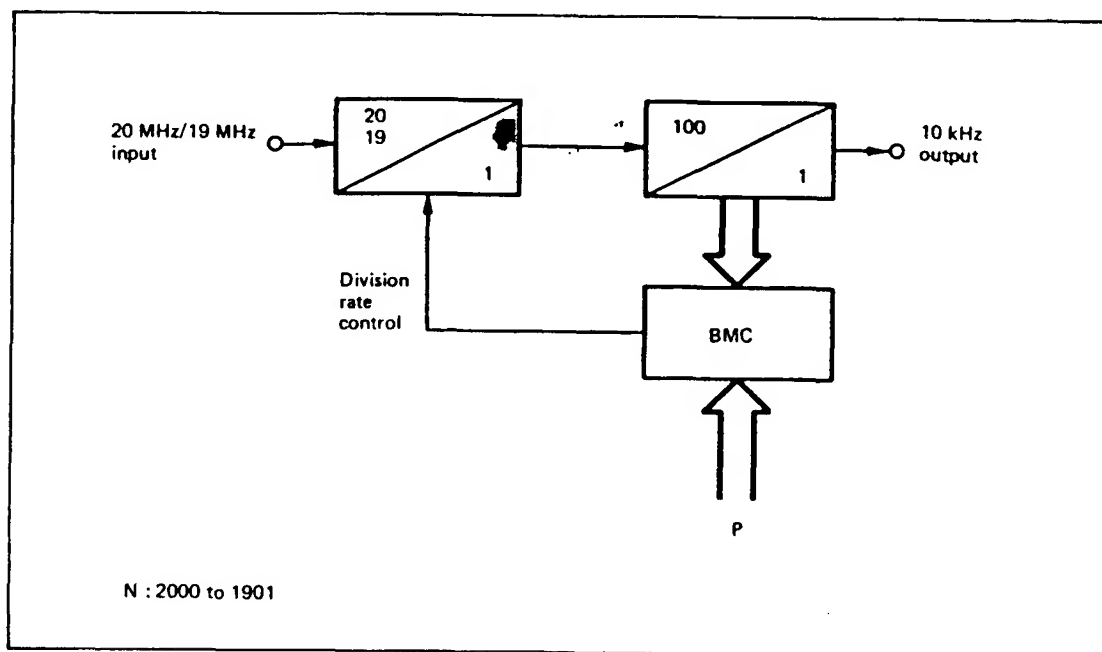 20 MHz/19 MHz
input
20
19
1
100
1
10 kHz
output
Division
rate
control
BMC
P
N : 2000 to 1901